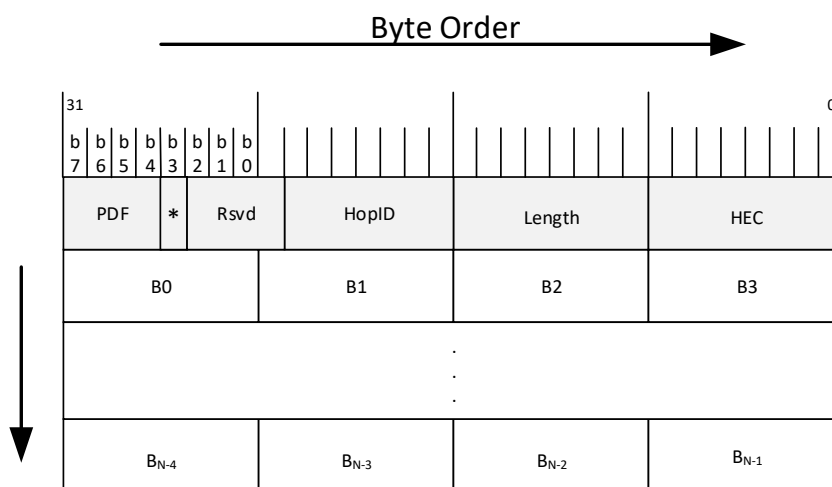 Byte Order
31 0
b b b b b b b b
7 6 5 4 3 2 1 0
PDF * Rsvd HopID Length HEC
B0 B1 B2 B3
.
.
.
BN-4 BN-3 BN-2 BN-1